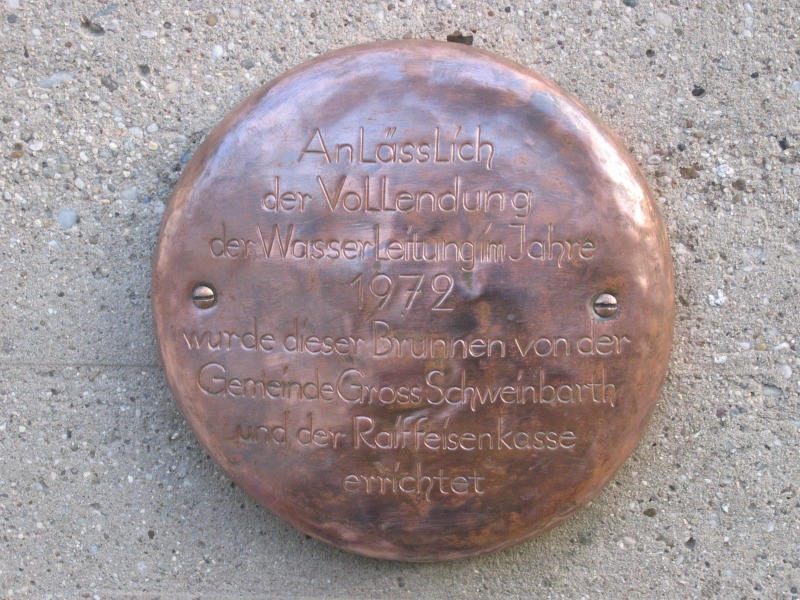 Anlässlich
der Vollendung
der Wasserleitung im Jahre
1972
wurde dieser Brunnen von der
Gemeinde Gross Schweinbarth
und der Raiffeisenkasse
errichtet